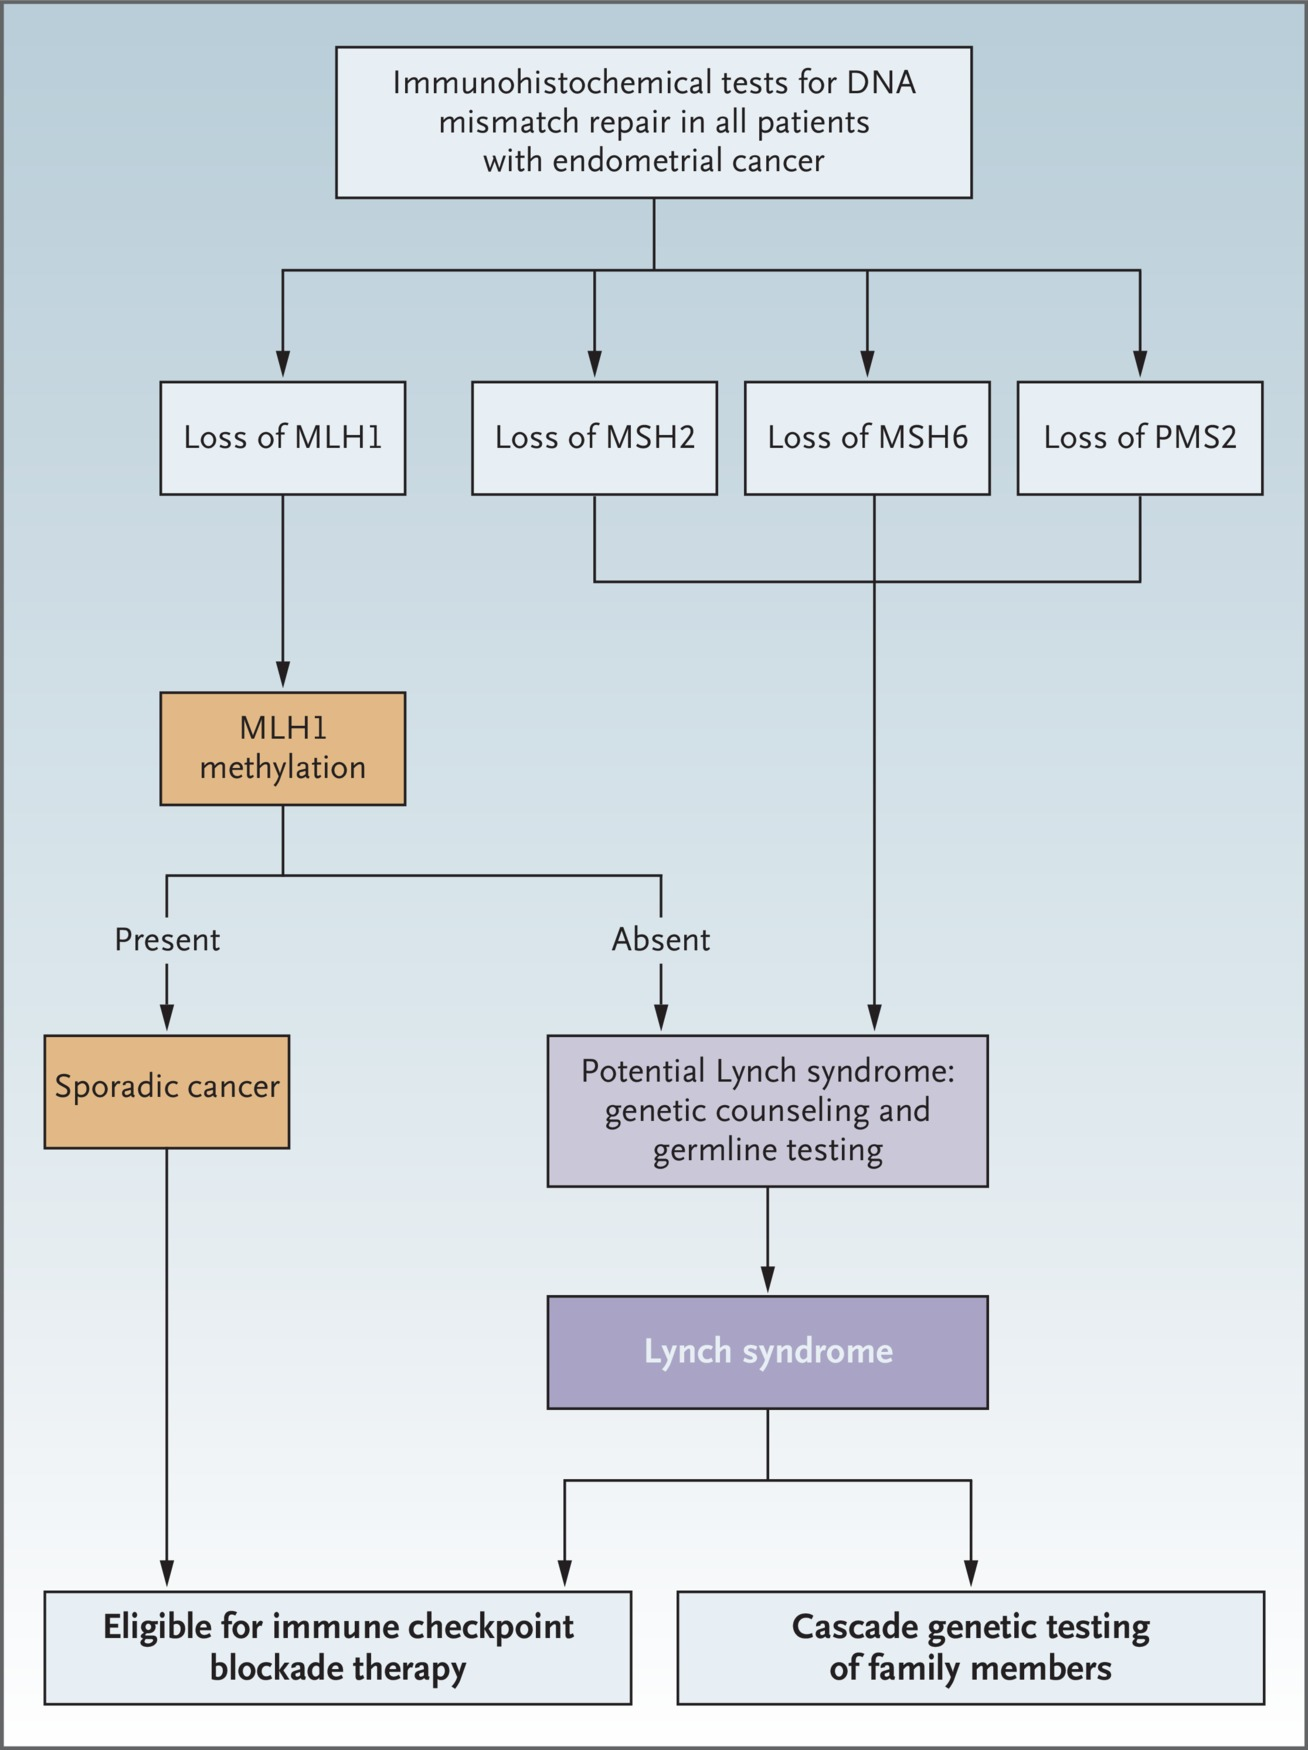 Immunohistochemical tests for DNA
mismatch repair in all patients
with endometrial cancer
Loss of MLH1
Loss of MSH2
Loss of MSH6
Loss of PMS2
MLH1
methylation
Present
Absent
Sporadic cancer
Potential Lynch syndrome:
genetic counseling and
germline testing
Lynch syndrome
Eligible for immune checkpoint
blockade therapy
Cascade genetic testing
of family members